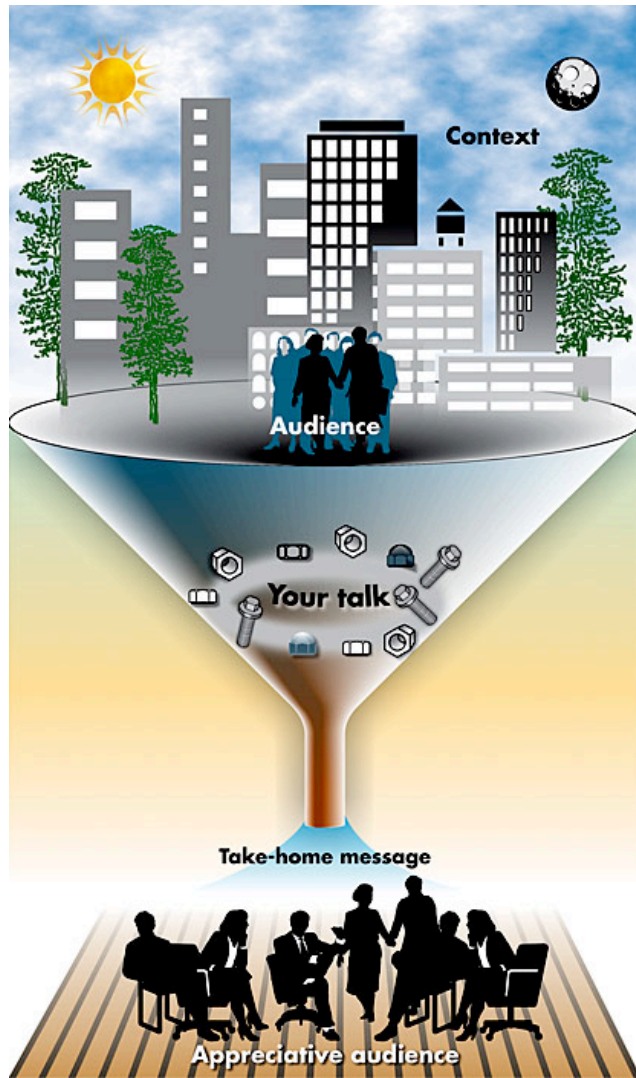 Context
Audience
Your talk
Take-home message
Appreciative audience